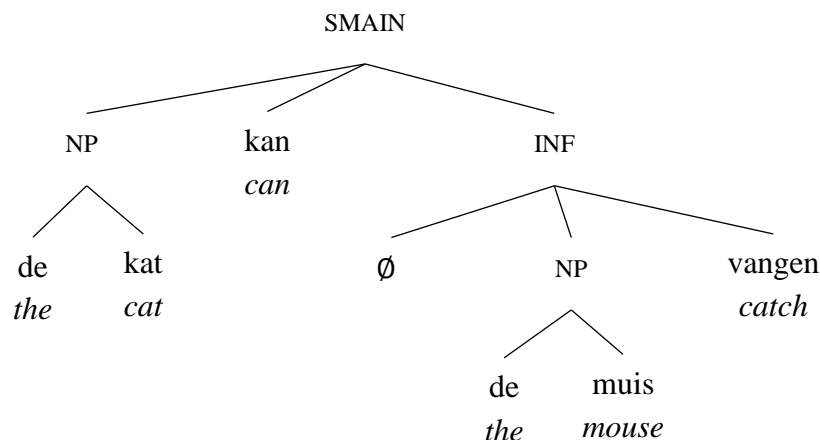 SMAIN
NP kan INF
can
de kat Ø NP vangen
the cat catch
de muis
the mouse